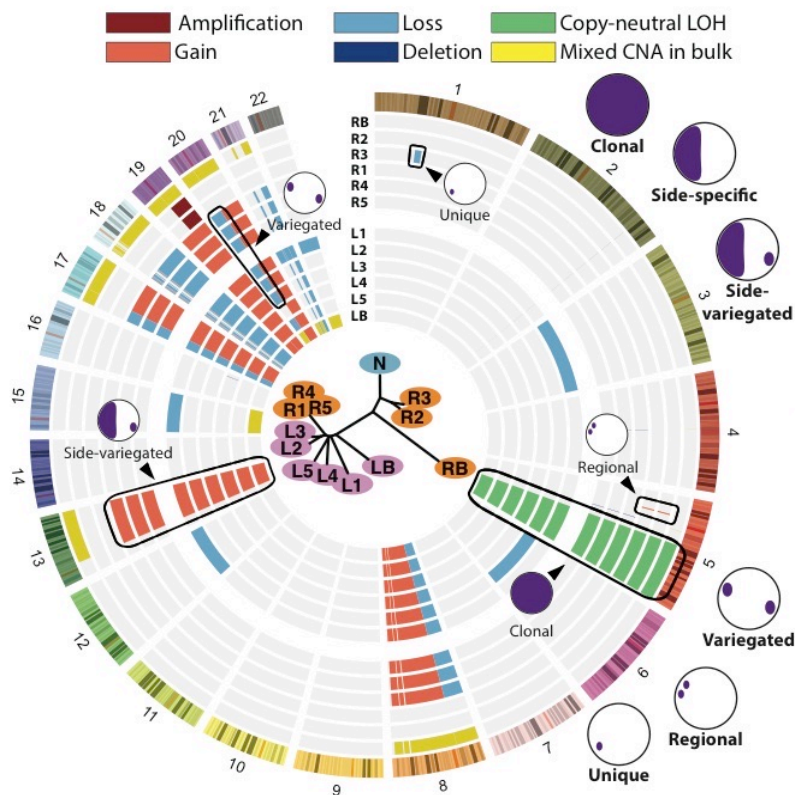 Amplification
Loss
Copy-neutral LOH
Gain
Deletion
Mixed CNA in bulk
1
2
3
4
5
6
7
8
9
10
11
12
13
14
15
16
17
18
19
20
21
22
RB
R2
R3
R1
R4
R5
L1
L2
L3
L4
L5
LB
Unique
Variegated
Clonal
Side-specific
Side-
variegated
Side-variegated
Regional
Clonal
Variegated
Regional
Unique
N
R4
R1 R5
R3
R2
L3
L2
L5 L4
L1
LB
RB